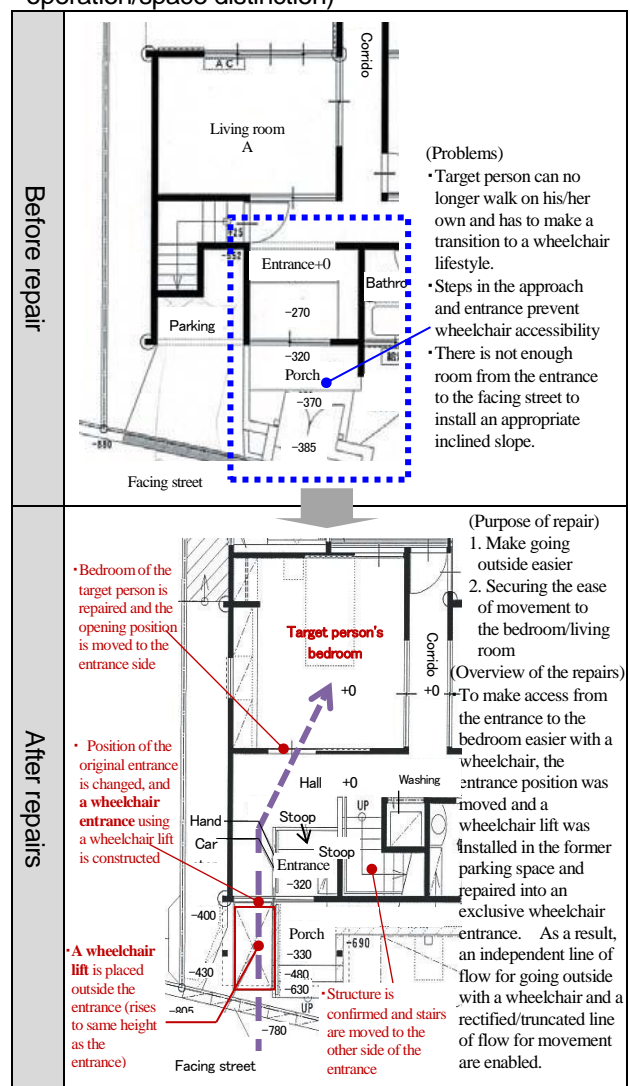 operation/space distinction)
Before repair
AC
Corrido
Living room
A
Entrance+0
Bathro
-270
Parking
-320
Porch
-370
-385
-880
Facing street
(Problems)
・Target person can no
longer walk on his/her
own and has to make a
transition to a wheelchair
lifestyle.
・Steps in the approach
and entrance prevent
wheelchair accessibility
・There is not enough
room from the entrance
to the facing street to
install an appropriate
inclined slope.
After repairs
・Bedroom of the
target person is
repaired and the
opening position
is moved to the
entrance side
・ Position of the
original entrance
is changed, and
a wheelchair
entrance using
a wheelchair lift
is constructed
・A wheelchair
lift is placed
outside the
entrance (rises
to same height
as the
entrance)
Target person's
bedroom
+0
Corrido
+0
Hall +0
Washing
Hand
Car
Stoop
UP
Stoop
Entrance
-320
-400
Porch
-330
-690
-430
-480
-630
UP
-805
-780
Facing street
・Structure is
confirmed and stairs
are moved to the
other side of the
entrance
(Purpose of repair)
1. Make going
outside easier
2. Securing the ease
of movement to
the bedroom/living
room
(Overview of the repairs)
・To make access from
the entrance to the
bedroom easier with a
wheelchair, the
entrance position was
moved and a
wheelchair lift was
installed in the former
parking space and
repaired into an
exclusive wheelchair
entrance. As a result,
an independent line of
flow for going outside
with a wheelchair and a
rectified/truncated line
of flow for movement
are enabled.